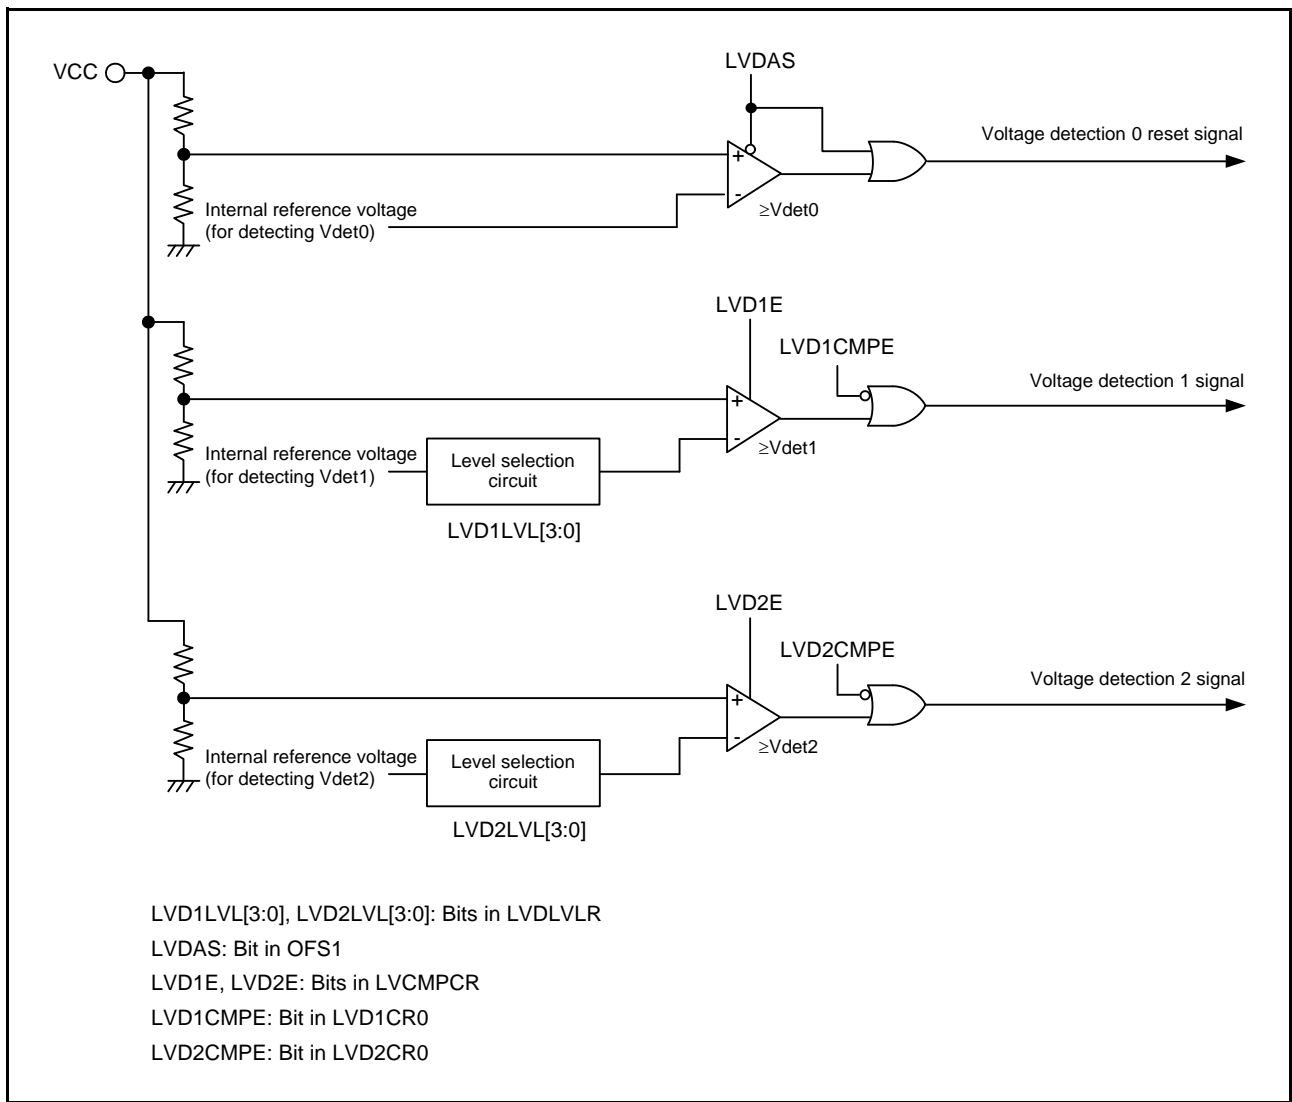 VCC
LVDAS
Voltage detection 0 reset signal
+
-
≥Vdet0
Internal reference voltage
(for detecting Vdet0)
LVD1E
LVD1CMPE
Voltage detection 1 signal
+
-
≥Vdet1
Internal reference voltage
(for detecting Vdet1)
Level selection
circuit
LVD1LVL[3:0]
LVD2E
LVD2CMPE
Voltage detection 2 signal
+
-
≥Vdet2
Internal reference voltage
(for detecting Vdet2)
Level selection
circuit
LVD2LVL[3:0]
LVD1LVL[3:0], LVD2LVL[3:0]: Bits in LVDLVLR
LVDAS: Bit in OFS1
LVD1E, LVD2E: Bits in LVCMPCR
LVD1CMPE: Bit in LVD1CR0
LVD2CMPE: Bit in LVD2CR0